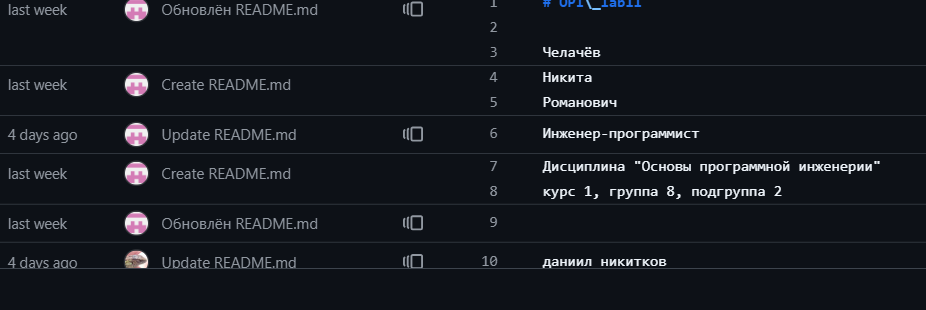 last week Обновлён README.md 1 # OPI\_lab11
2
3 Челачёв
last week Create README.md 4 Никита
5 Романович
4 days ago Update README.md 6 Инженер-программист
last week Create README.md 7 Дисциплина "Основы программной инженерии"
8 курс 1, группа 8, подгруппа 2
last week Обновлён README.md 9
4 days ago Update README.md 10 даниил никитков